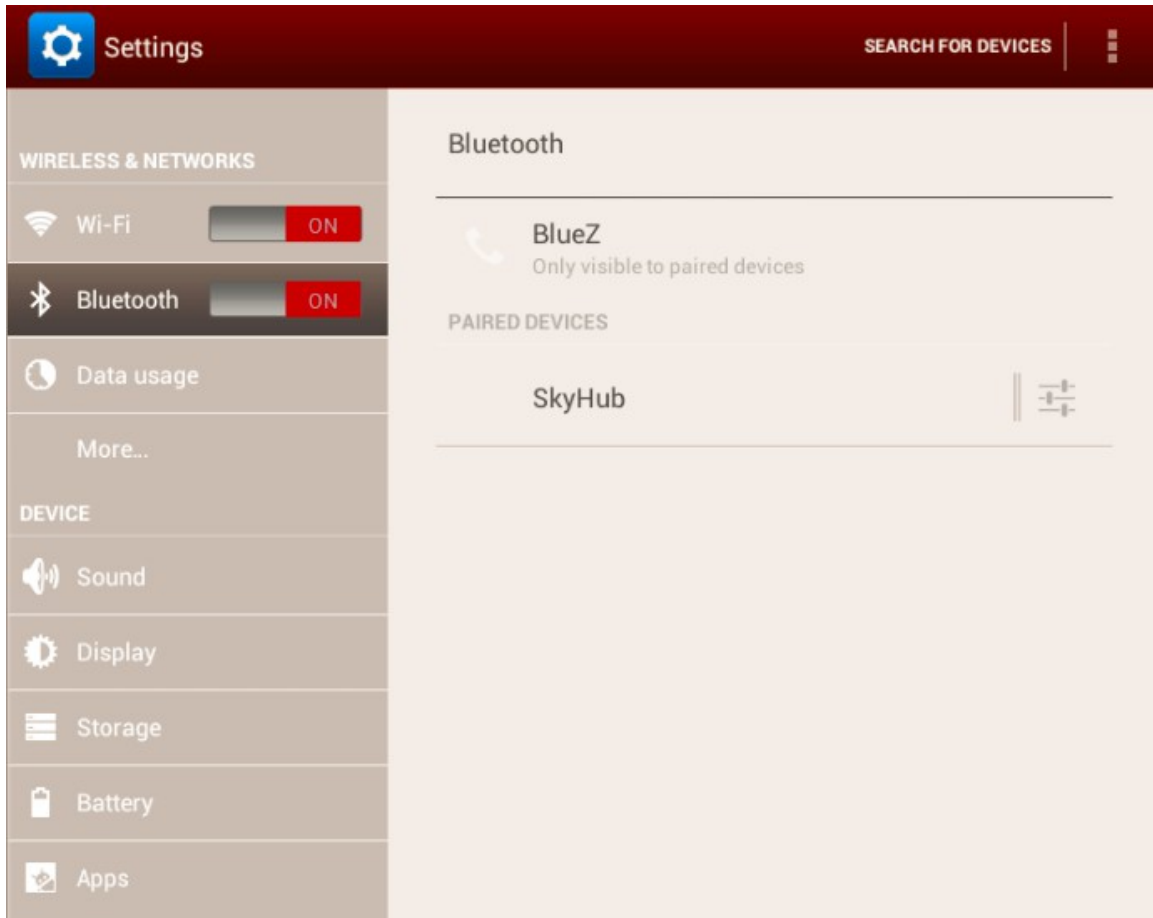 Settings
SEARCH FOR DEVICES
WIRELESS & NETWORKS
Wi-Fi ON
Bluetooth ON
Data usage
More...
DEVICE
Sound
Display
Storage
Battery
Apps
Bluetooth
BlueZ
Only visible to paired devices
PAIRED DEVICES
SkyHub